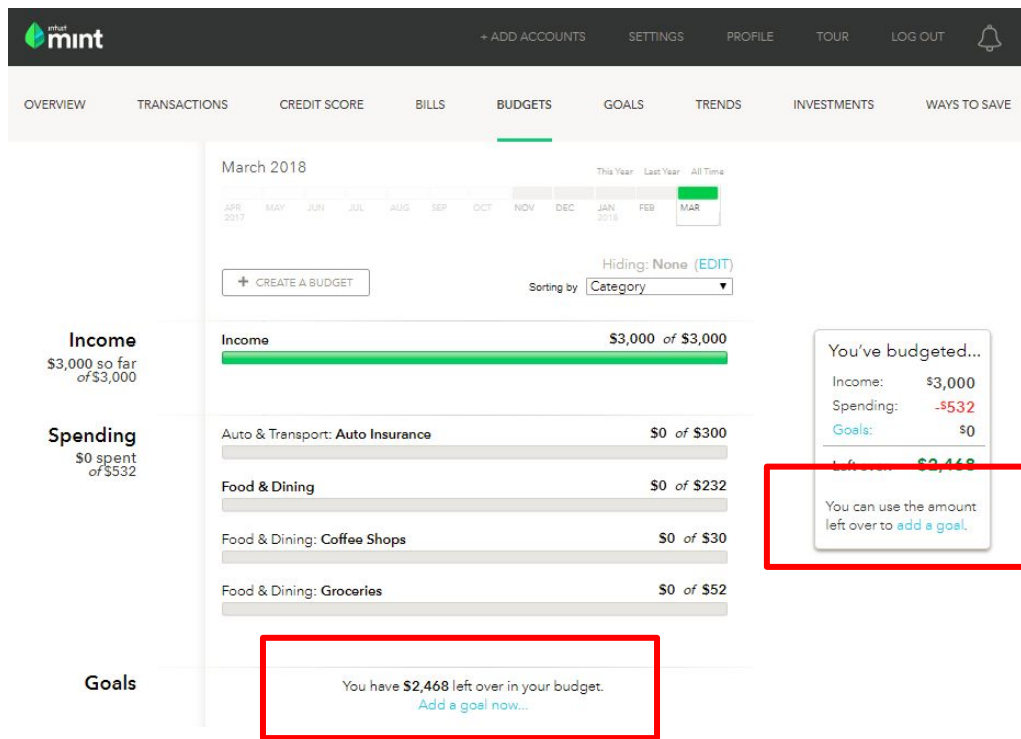 intuit
mint
+ ADD ACCOUNTS SETTINGS PROFILE TOUR LOG OUT
OVERVIEW TRANSACTIONS CREDIT SCORE BILLS BUDGETS GOALS TRENDS INVESTMENTS WAYS TO SAVE
March 2018
This Year Last Year All Time
APR MAY JUN JUL AUG SEP OCT NOV DEC JAN FEB MAR
2017 2018
Hiding: None (EDIT)
+ CREATE A BUDGET
Sorting by Category
Income
$3,000 so far
of $3,000
Income $3,000 of $3,000
You've budgeted...
Income: $3,000
Spending: -$532
Goals: $0
Left over: $2,468
You can use the amount
left over to add a goal.
Spending
$0 spent
of $532
Auto & Transport: Auto Insurance $0 of $300
Food & Dining $0 of $232
Food & Dining: Coffee Shops $0 of $30
Food & Dining: Groceries $0 of $52
Goals
You have $2,468 left over in your budget.
Add a goal now...